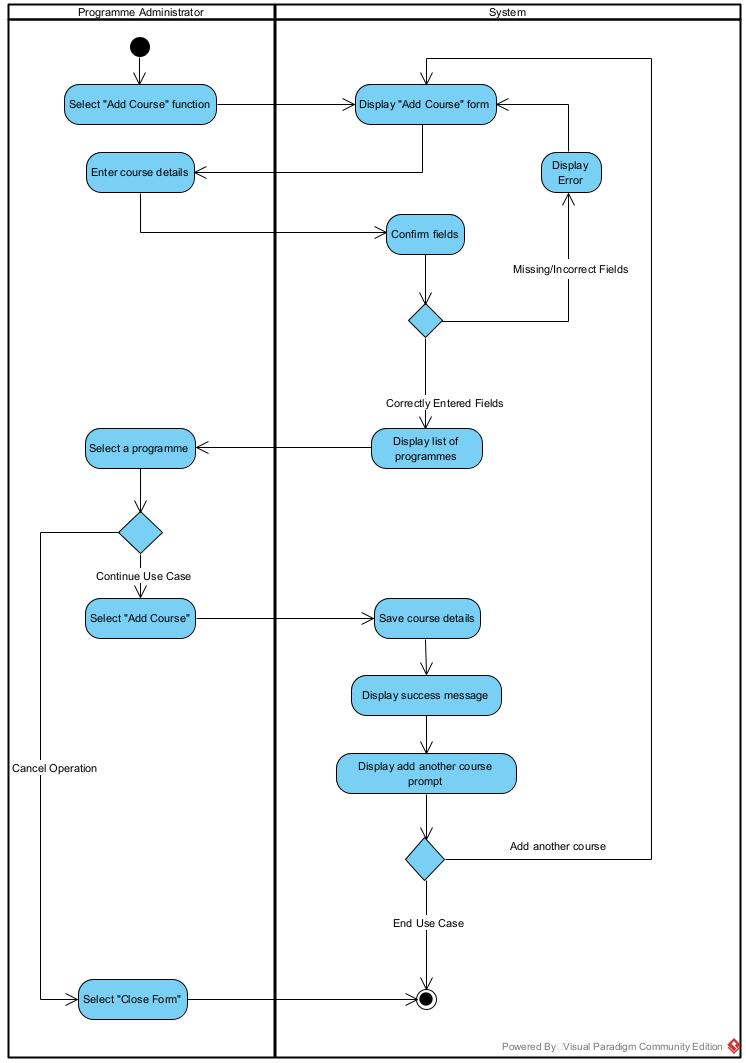 Programme Administrator
System
Select "Add Course" function
Display "Add Course" form
Enter course details
Display
Error
Confirm fields
Missing/Incorrect Fields
Correctly Entered Fields
Select a programme
Display list of
programmes
Continue Use Case
Select "Add Course"
Save course details
Display success message
Cancel Operation
Display add another course
prompt
Add another course
End Use Case
Select "Close Form"
Powered By Visual Paradigm Community Edition